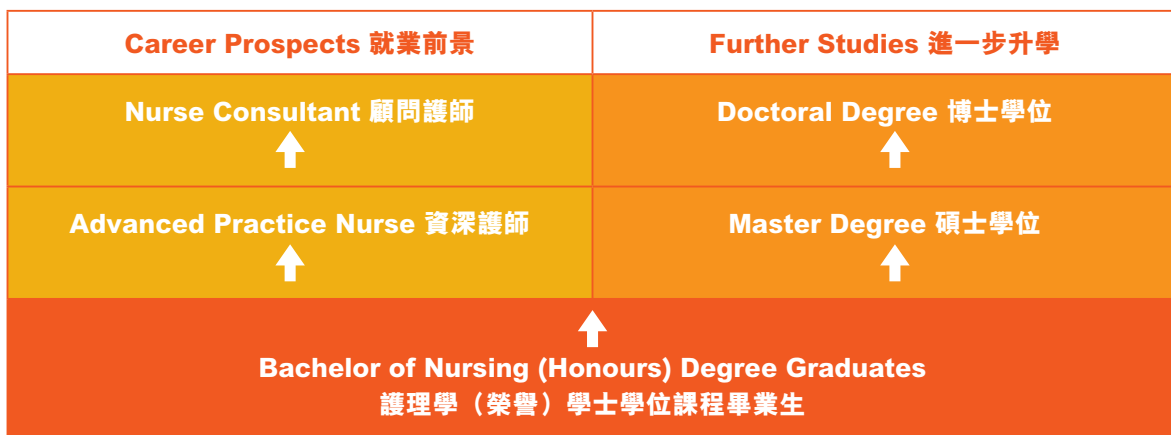 Career Prospects 就業前景
Further Studies 進一步升學
Nurse Consultant 顧問護師
Doctoral Degree 博士學位
Advanced Practice Nurse 資深護師
Master Degree 碩士學位
Bachelor of Nursing (Honours) Degree Graduates
護理學（榮譽）學士學位課程畢業生